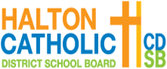 HALTON
CATHOLIC
DISTRICT SCHOOL BOARD
CD
SB